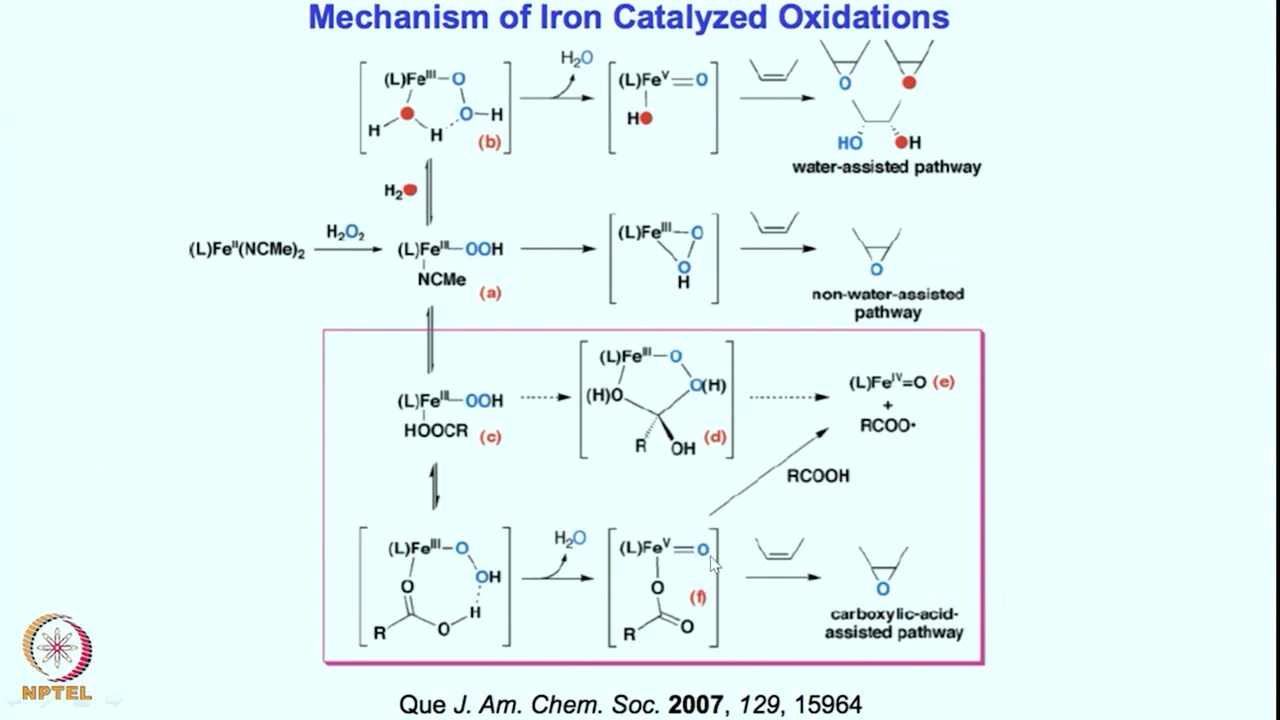 Mechanism of Iron Catalyzed Oxidations
(L)Feᴵᴵᴵ—O
H O—H
H
(b)
H₂O
(L)Feⱽ=O
H
O
HO H
water-assisted pathway
H₂
(L)Feᴵᴵ(NCMe)₂
H₂O₂
(L)Feᴵᴵᴵ—OOH
NCMe
(a)
(L)Feᴵᴵᴵ—O
O
H
O
non-water-assisted
pathway
(L)Feᴵᴵᴵ—OOH
HOOCR
(c)
(L)Feᴵᴵᴵ—O
(H)O O(H)
R OH
(d)
(L)Feᴵⱽ=O (e)
+
RCOO•
RCOOH
(L)Feᴵᴵᴵ—O
O OH
H
R O
H₂O
(L)Feⱽ=O
O
(f)
R O
O
carboxylic-acid-
assisted pathway
NPTEL
Que J. Am. Chem. Soc. 2007, 129, 15964